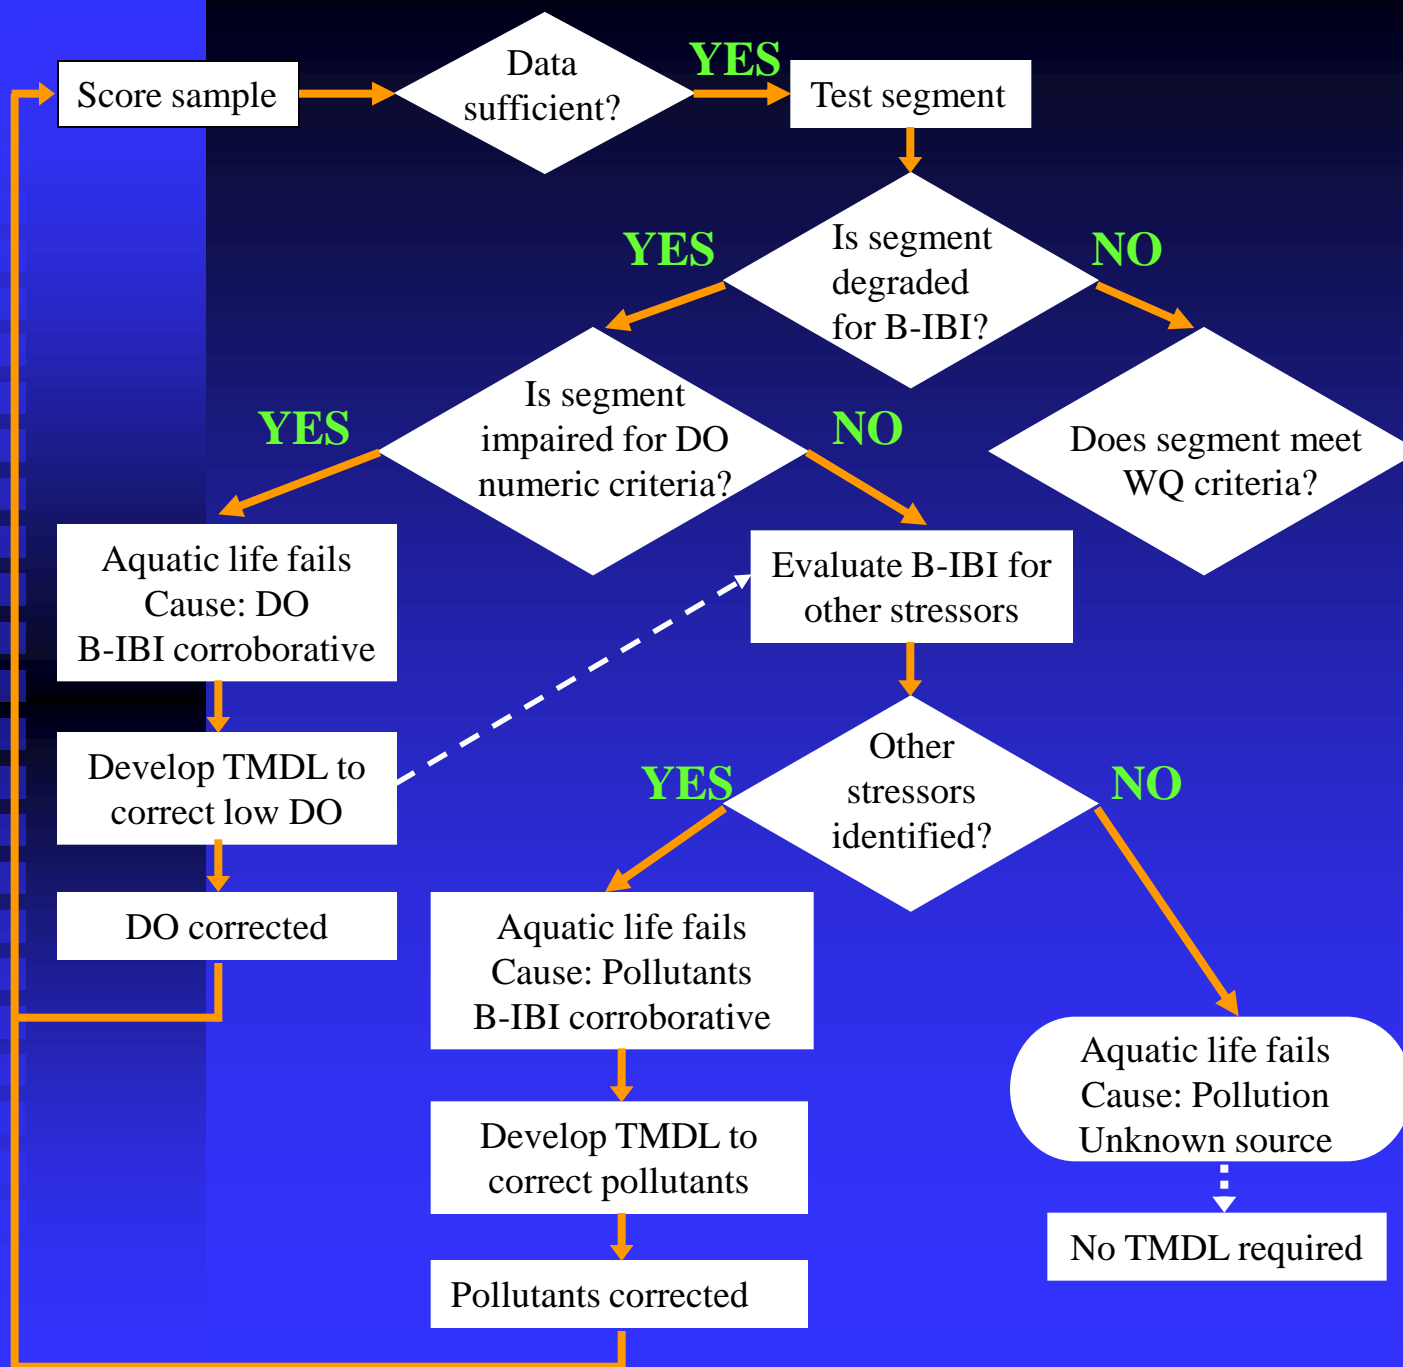 Score sample
Data
sufficient?
YES
Test segment
YES
Is segment
degraded
for B-IBI?
NO
YES
Is segment
impaired for DO
numeric criteria?
NO
Does segment meet
WQ criteria?
Aquatic life fails
Cause: DO
B-IBI corroborative
Evaluate B-IBI for
other stressors
Develop TMDL to
correct low DO
YES
Other
stressors
identified?
NO
DO corrected
Aquatic life fails
Cause: Pollutants
B-IBI corroborative
Aquatic life fails
Cause: Pollution
Unknown source
Develop TMDL to
correct pollutants
No TMDL required
Pollutants corrected